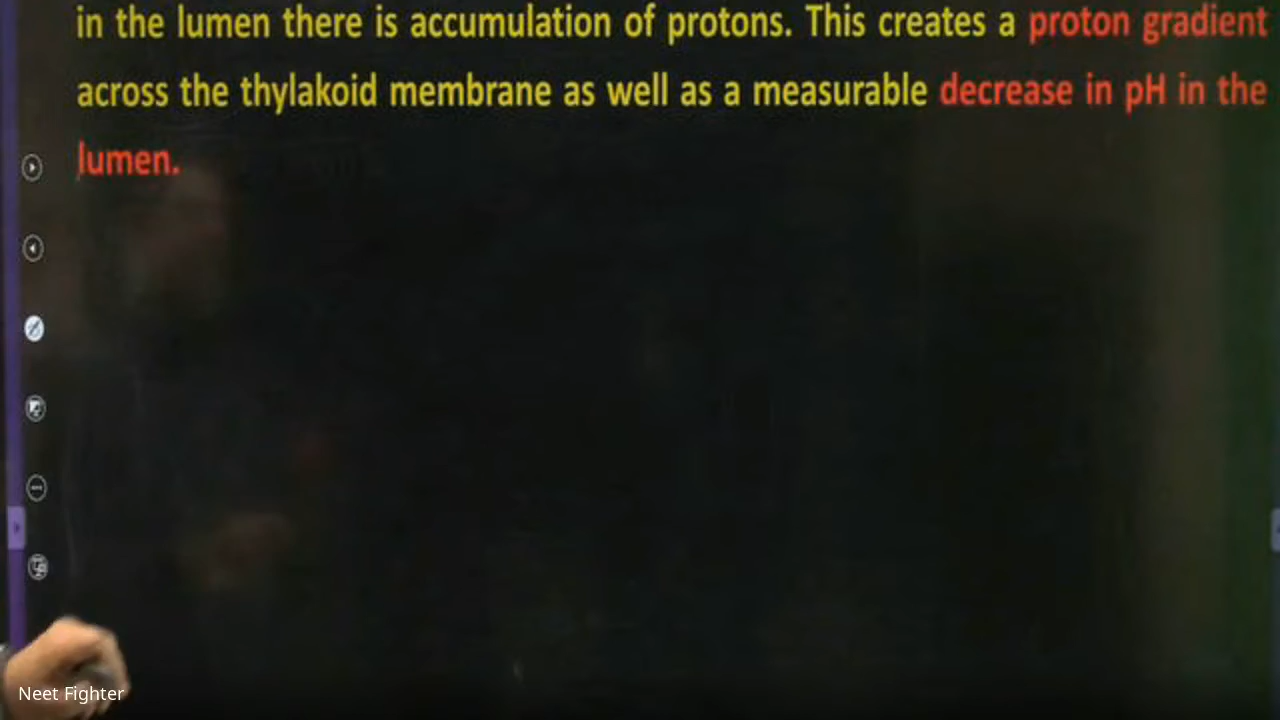 in the lumen there is accumulation of protons. This creates a proton gradient
across the thylakoid membrane as well as a measurable decrease in pH in the
lumen.
Neet Fighter